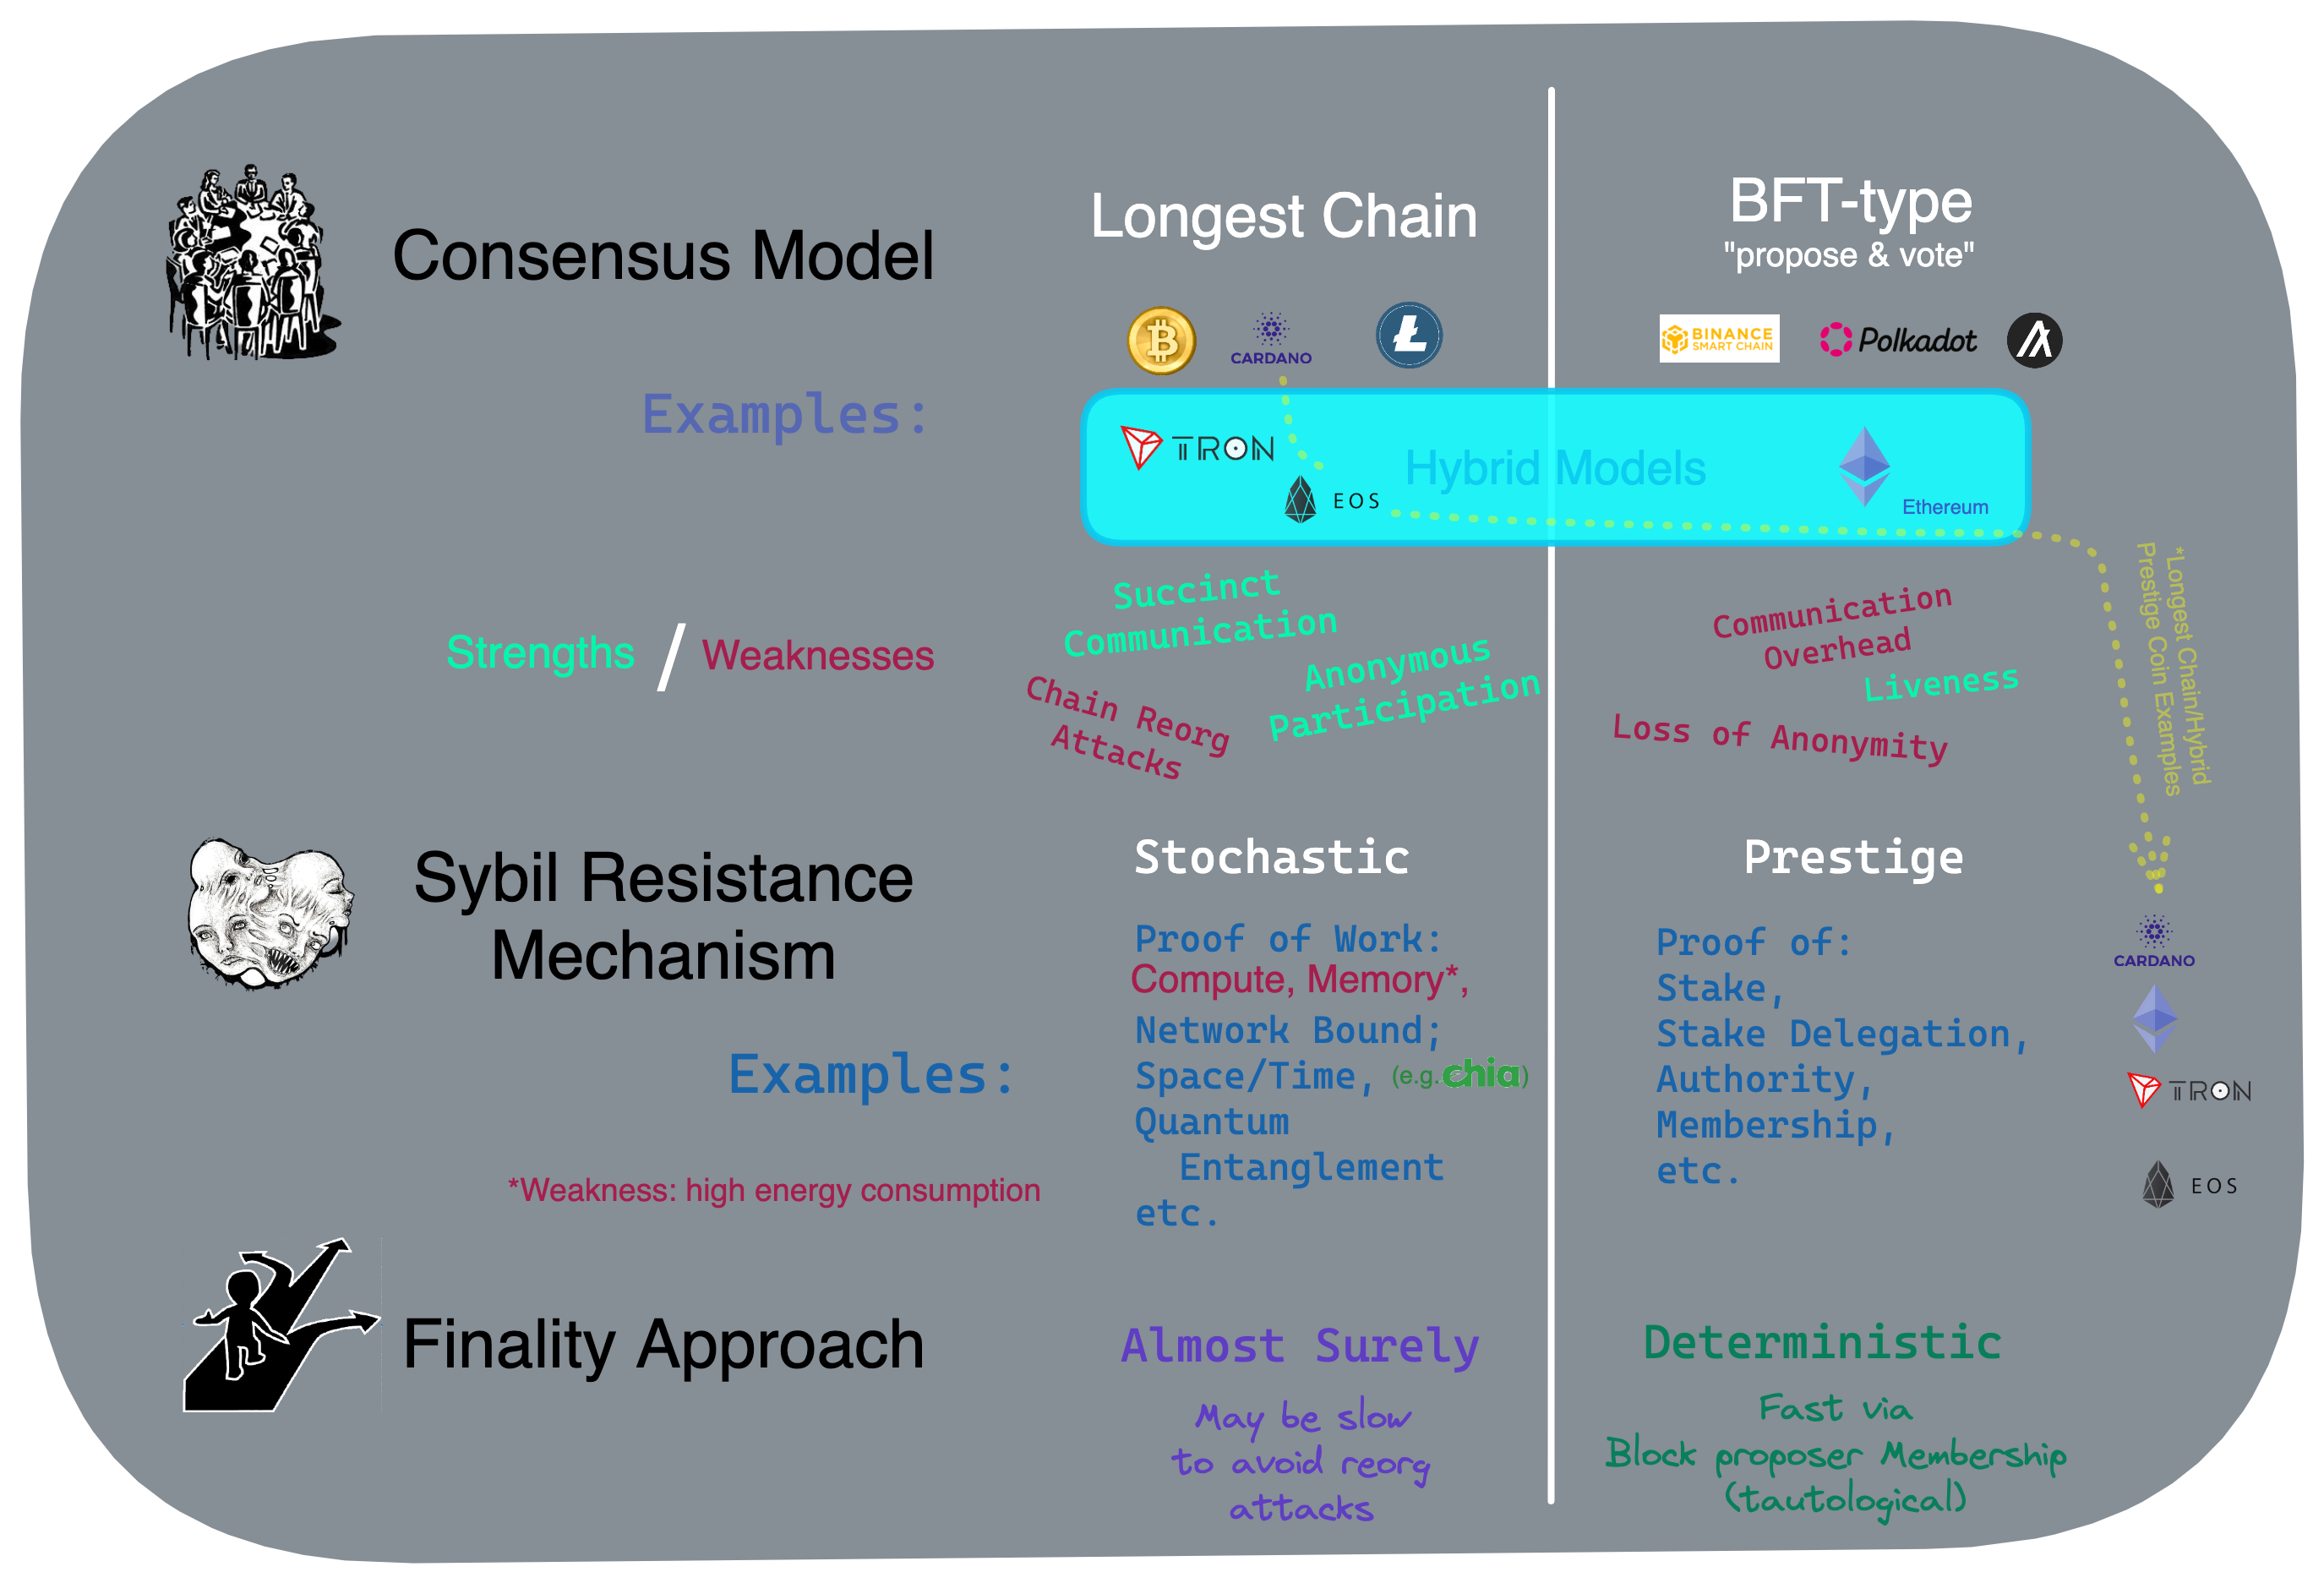 Consensus Model
Longest Chain
BFT-type
"propose & vote"
CARDANO
BINANCE
SMART CHAIN
Polkadot
Examples:
TRON
EOS
Hybrid Models
Ethereum
*Longest Chain/Hybrid
Prestige Coin Examples
Strengths / Weaknesses
Succinct
Communication
Anonymous
Participation
Chain Reorg
Attacks
Communication
Overhead
Liveness
Loss of Anonymity
Sybil Resistance
Mechanism
Stochastic
Prestige
Examples:
Proof of Work:
Compute, Memory*,
Network Bound;
Space/Time, (e.g. chia)
Quantum
Entanglement
etc.
Proof of:
Stake,
Stake Delegation,
Authority,
Membership,
etc.
CARDANO
TRON
EOS
*Weakness: high energy consumption
Finality Approach
Almost Surely
May be slow
to avoid reorg
attacks
Deterministic
Fast via
Block proposer Membership
(tautological)